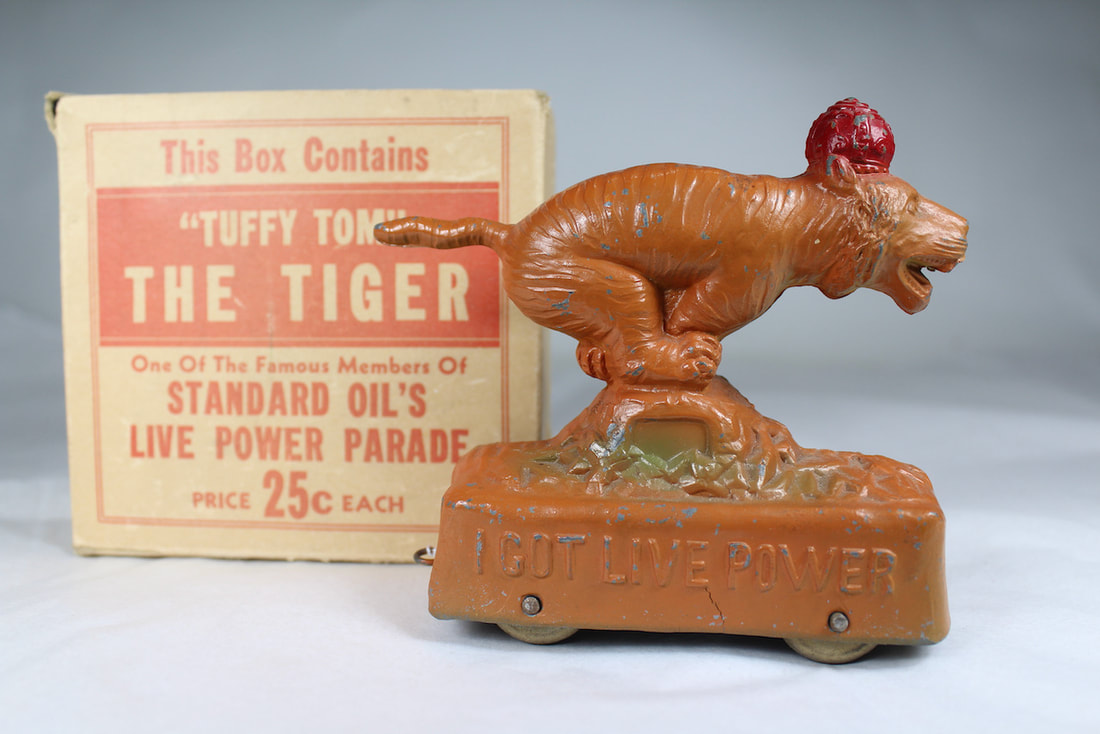 This Box Contains
"TUFFY TOM"
THE TIGER
One Of The Famous Members Of
STANDARD OIL'S
LIVE POWER PARADE
PRICE 25c EACH
I GOT LIVE POWER